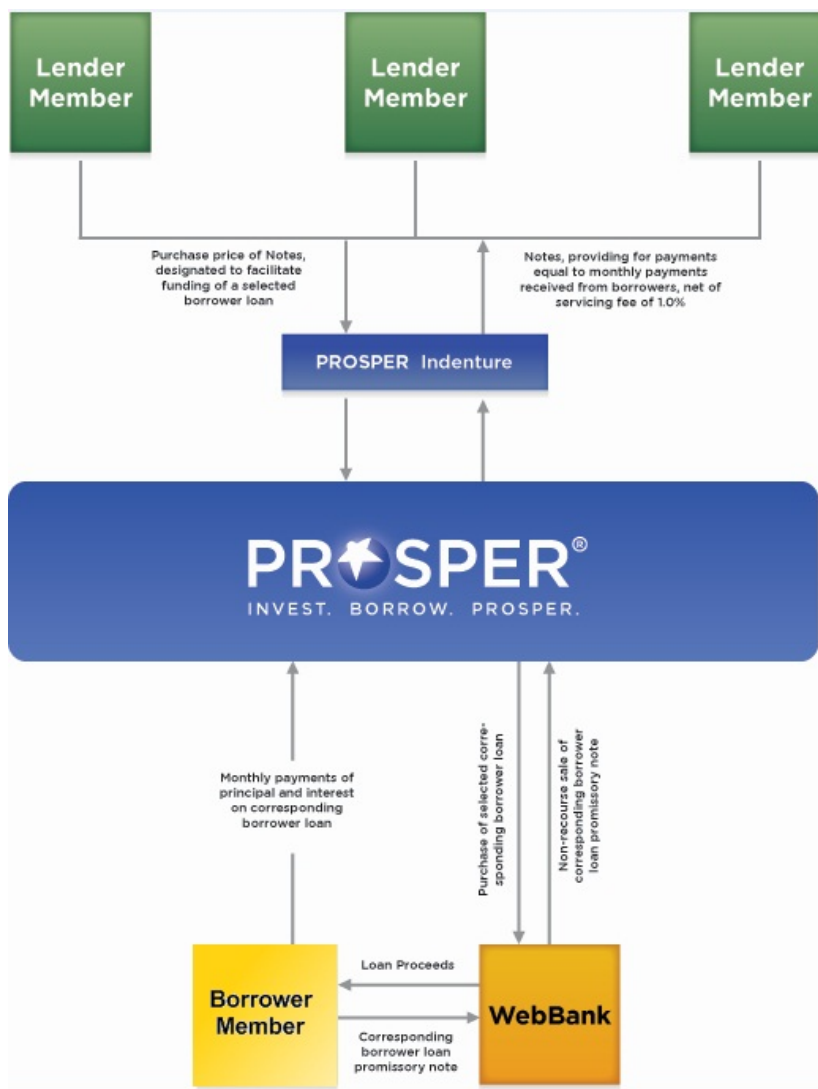 Lender
Member
Lender
Member
Lender
Member
Purchase price of Notes,
designated to facilitate
funding of a selected
borrower loan
Notes, providing for payments
equal to monthly payments
received from borrowers, net of
servicing fee of 1.0%
PROSPER Indenture
PROSPER®
INVEST. BORROW. PROSPER.
Monthly payments of
principal and interest
on corresponding
borrower loan
Purchase of selected corre-
sponding borrower loan
Non-recourse sale of
corresponding borrower
loan promissory note
Borrower
Member
Loan Proceeds
Corresponding
borrower loan
promissory note
WebBank